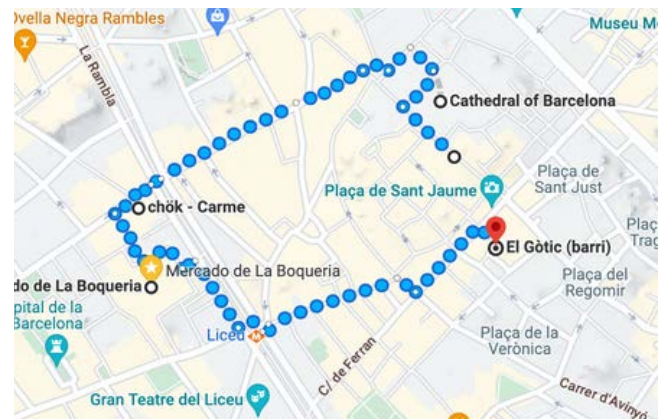 Ovella Negra Rambles
Museu M
La Rambla
Cathedral of Barcelona
Plaça de
Sant Just
Plaça de Sant Jaume
chök - Carme
Plaça
Trag
El Gòtic (barri)
Mercado de La Boqueria
do de La Boqueria
Plaça del
Regomir
pital de la
Barcelona
Liceu
M
Plaça de la
Verònica
C/ de Ferran
Gran Teatre del Liceu
Carrer d'Avinyó